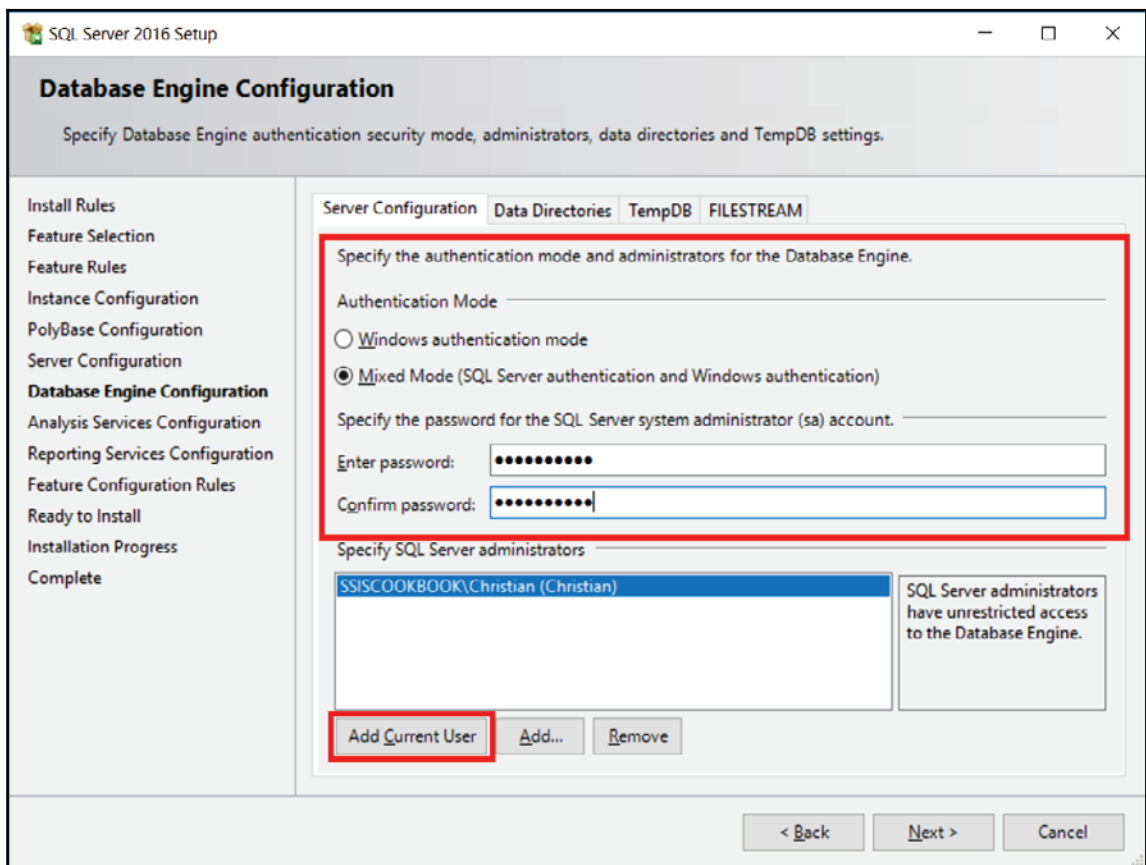 SQL Server 2016 Setup
Database Engine Configuration
Specify Database Engine authentication security mode, administrators, data directories and TempDB settings.
Install Rules
Feature Selection
Feature Rules
Instance Configuration
PolyBase Configuration
Server Configuration
Database Engine Configuration
Analysis Services Configuration
Reporting Services Configuration
Feature Configuration Rules
Ready to Install
Installation Progress
Complete
Server Configuration Data Directories TempDB FILESTREAM
Specify the authentication mode and administrators for the Database Engine.
Authentication Mode
Windows authentication mode
Mixed Mode (SQL Server authentication and Windows authentication)
Specify the password for the SQL Server system administrator (sa) account.
Enter password: ●●●●●●●●●●
Confirm password: ●●●●●●●●●●
Specify SQL Server administrators
SSISCOOKBOOK\Christian (Christian)
SQL Server administrators
have unrestricted access
to the Database Engine.
Add Current User Add... Remove
< Back Next > Cancel